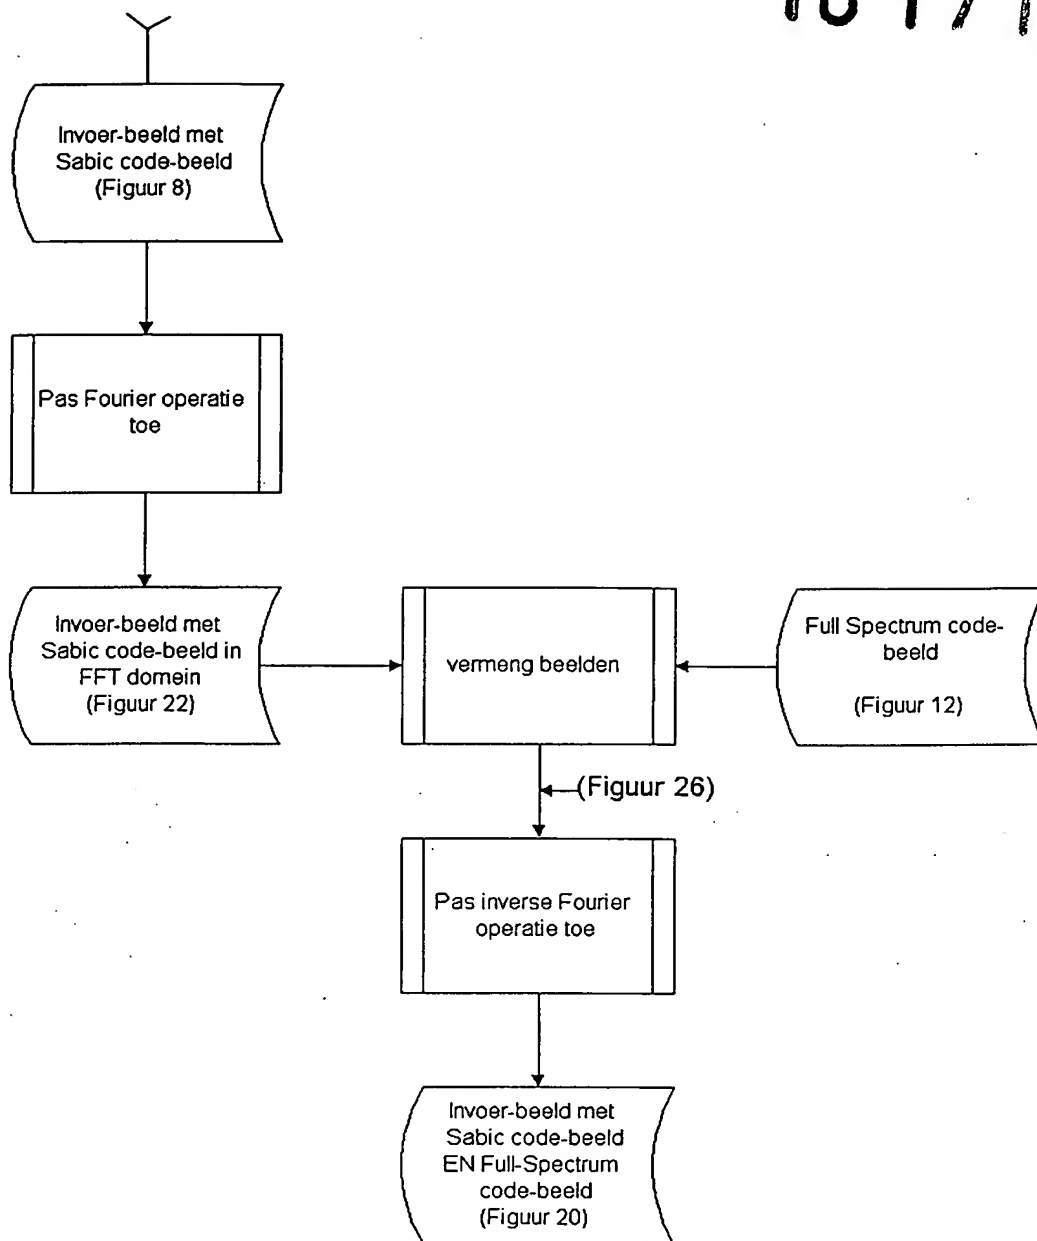 Invoer-beeld met
Sabic code-beeld
(Figuur 8)
Pas Fourier operatie
toe
Invoer-beeld met
Sabic code-beeld in
FFT domein
(Figuur 22)
vermeng beelden
Full Spectrum code-
beeld
(Figuur 12)
(Figuur 26)
Pas inverse Fourier
operatie toe
Invoer-beeld met
Sabic code-beeld
EN Full-Spectrum
code-beeld
(Figuur 20)